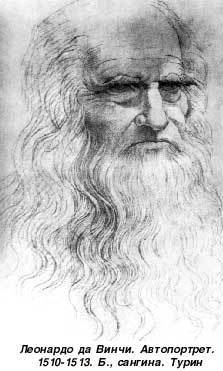 Леонардо да Винчи. Автопортрет.
1510-1513. Б., сангина. Турин